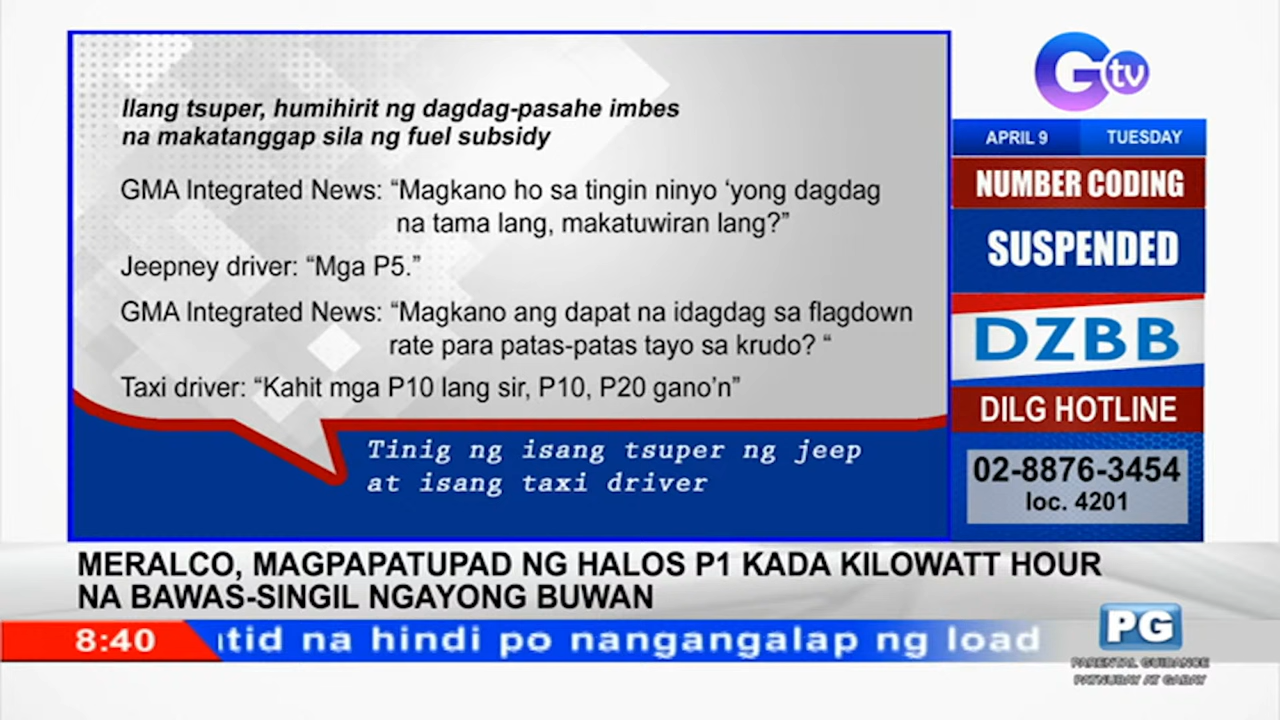 Ilang tsuper, humihirit ng dagdag-pasahe imbes
na makatanggap sila ng fuel subsidy
GMA Integrated News: “Magkano ho sa tingin ninyo ‘yong dagdag
na tama lang, makatuwiran lang?”
Jeepney driver: “Mga P5.”
GMA Integrated News: “Magkano ang dapat na idagdag sa flagdown
rate para patas-patas tayo sa krudo? “
Taxi driver: “Kahit mga P10 lang sir, P10, P20 gano’n”
Tinig ng isang tsuper ng jeep
at isang taxi driver
Gtv
APRIL 9 TUESDAY
NUMBER CODING
SUSPENDED
DZBB
DILG HOTLINE
02-8876-3454
loc. 4201
MERALCO, MAGPAPATUPAD NG HALOS P1 KADA KILOWATT HOUR
NA BAWAS-SINGIL NGAYONG BUWAN
8:40 na hindi po nangangalap ng load
PG
PARENTAL GUIDANCE
PATNUBAY AT GABAY